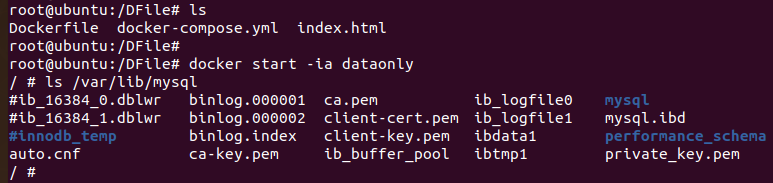 root@ubuntu:/DFile# ls
Dockerfile  docker-compose.yml  index.html
root@ubuntu:/DFile#
root@ubuntu:/DFile# docker start -ia dataonly
/ # ls /var/lib/mysql
#ib_16384_0.dblwr  binlog.000001  ca.pem  ib_logfile0  mysql
#ib_16384_1.dblwr  binlog.000002  client-cert.pem  ib_logfile1  mysql.ibd
#innodb_temp  binlog.index  client-key.pem  ibdata1  performance_schema
auto.cnf  ca-key.pem  ib_buffer_pool  ibtmp1  private_key.pem
/ #